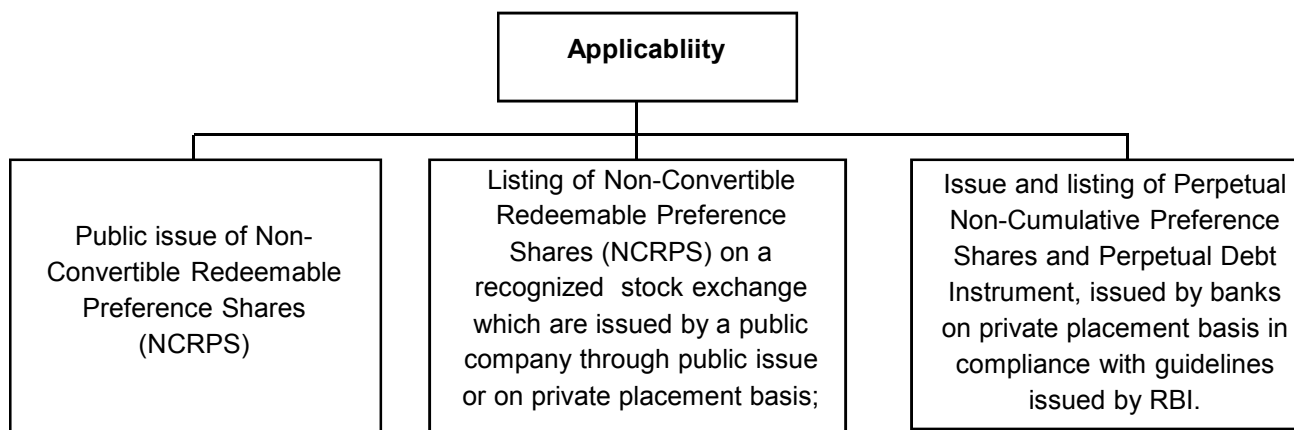 Applicabliity
Public issue of Non-
Convertible Redeemable
Preference Shares
(NCRPS)
Listing of Non-Convertible
Redeemable Preference
Shares (NCRPS) on a
recognized stock exchange
which are issued by a public
company through public issue
or on private placement basis;
Issue and listing of Perpetual
Non-Cumulative Preference
Shares and Perpetual Debt
Instrument, issued by banks
on private placement basis in
compliance with guidelines
issued by RBI.